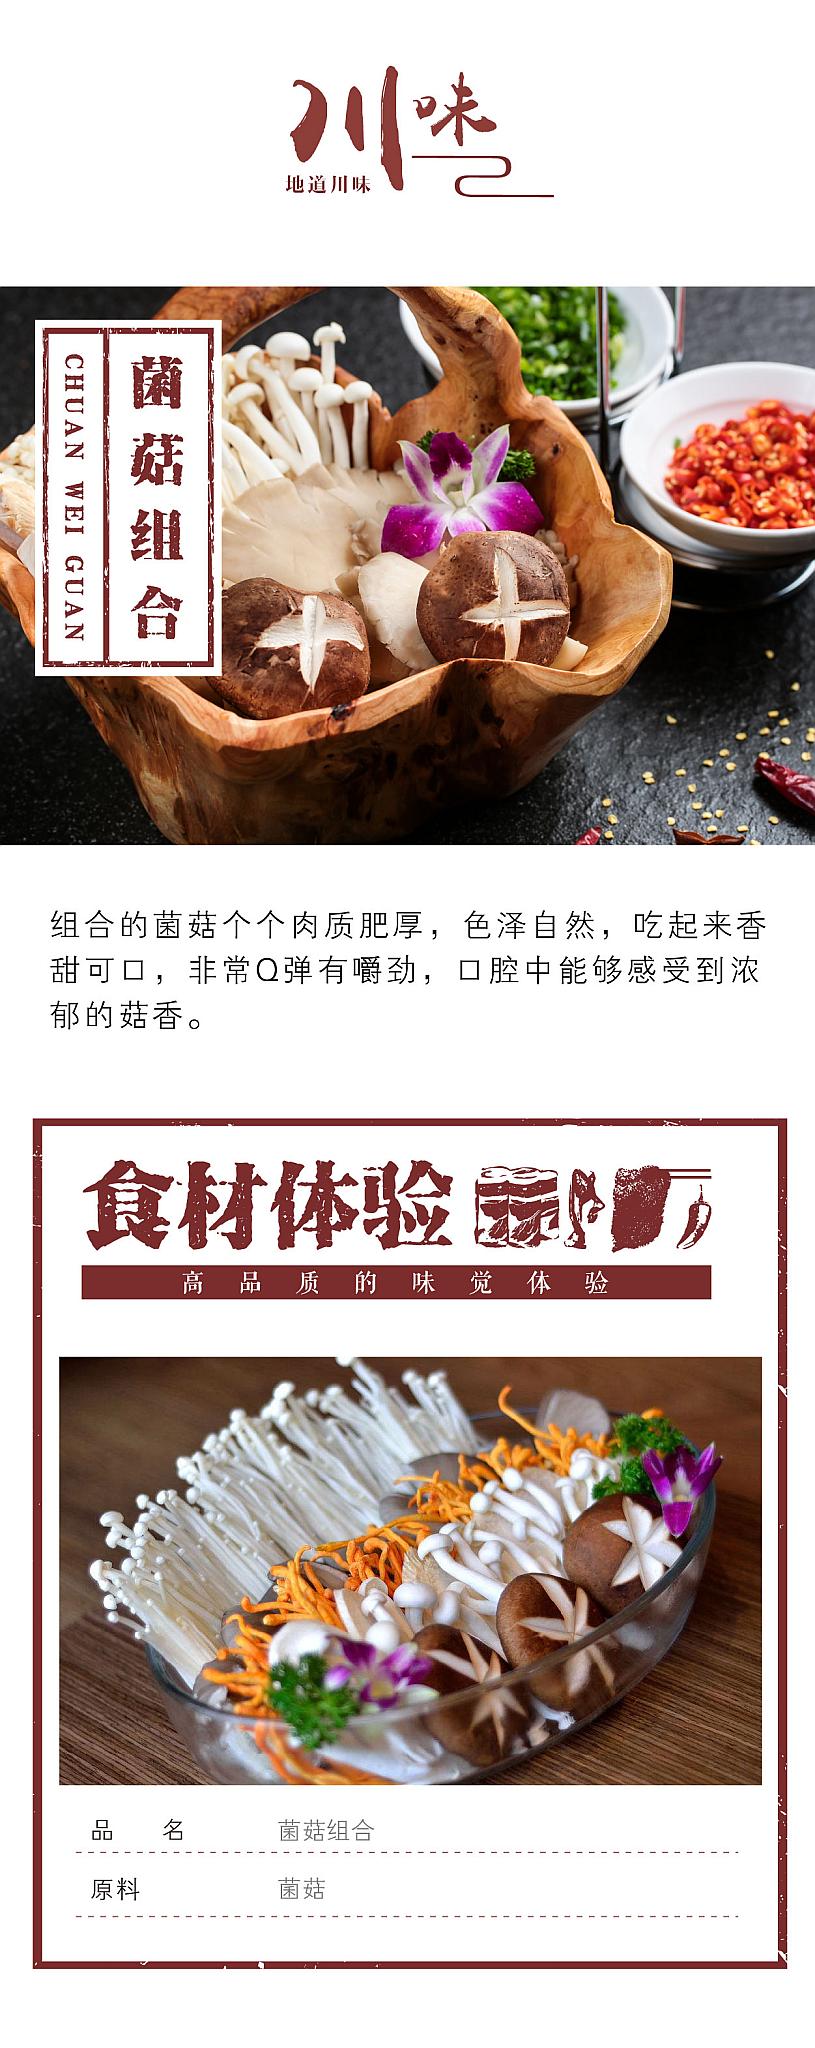 川味
地道川味
菌菇组合
CHUAN WEI GUAN
组合的菌菇个个肉质肥厚，色泽自然，吃起来香
甜可口，非常Q弹有嚼劲，口腔中能够感受到浓
郁的菇香。
食材体验
高品质的味觉体验
品 名 菌菇组合
原料 菌菇